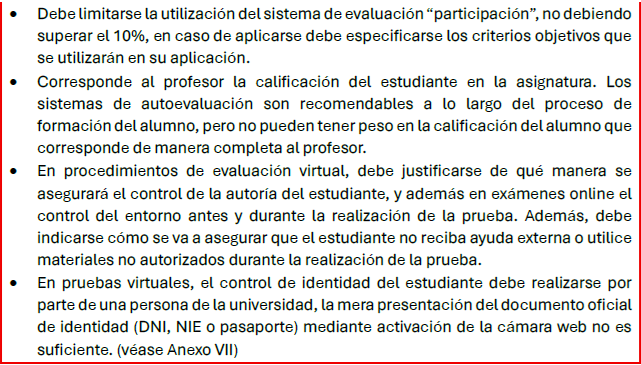 • Debe limitarse la utilización del sistema de evaluación “participación”, no debiendo
superar el 10%, en caso de aplicarse debe especificarse los criterios objetivos que
se utilizarán en su aplicación.
• Corresponde al profesor la calificación del estudiante en la asignatura. Los
sistemas de autoevaluación son recomendables a lo largo del proceso de
formación del alumno, pero no pueden tener peso en la calificación del alumno que
corresponde de manera completa al profesor.
• En procedimientos de evaluación virtual, debe justificarse de qué manera se
asegurará el control de la autoría del estudiante, y además en exámenes online el
control del entorno antes y durante la realización de la prueba. Además, debe
indicarse cómo se va a asegurar que el estudiante no reciba ayuda externa o utilice
materiales no autorizados durante la realización de la prueba.
• En pruebas virtuales, el control de identidad del estudiante debe realizarse por
parte de una persona de la universidad, la mera presentación del documento oficial
de identidad (DNI, NIE o pasaporte) mediante activación de la cámara web no es
suficiente. (véase Anexo VII)